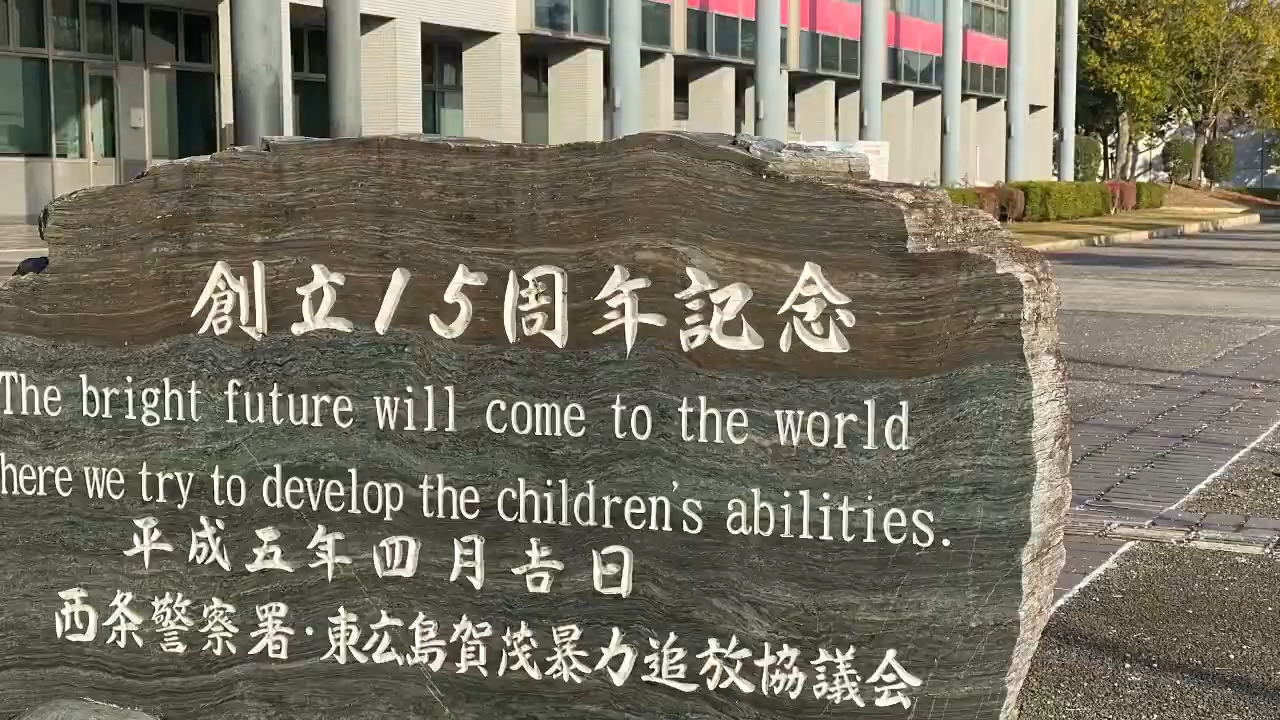 創立15周年記念
The bright future will come to the world
here we try to develop the children's abilities.
平成五年四月吉日
西条警察署・東広島賀茂暴力追放協議会